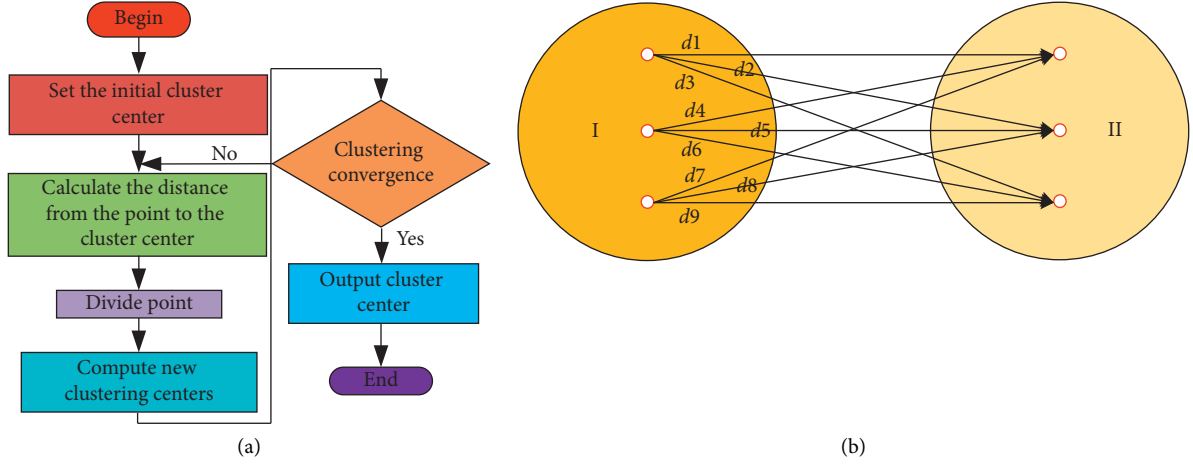 Begin
Set the initial cluster
center
Calculate the distance
from the point to the
cluster center
Divide point
Compute new
clustering centers
No
Clustering
convergence
Yes
Output cluster
center
End
(a)
I
d1
d2
d3
d4
d5
d6
d7
d8
d9
II
(b)